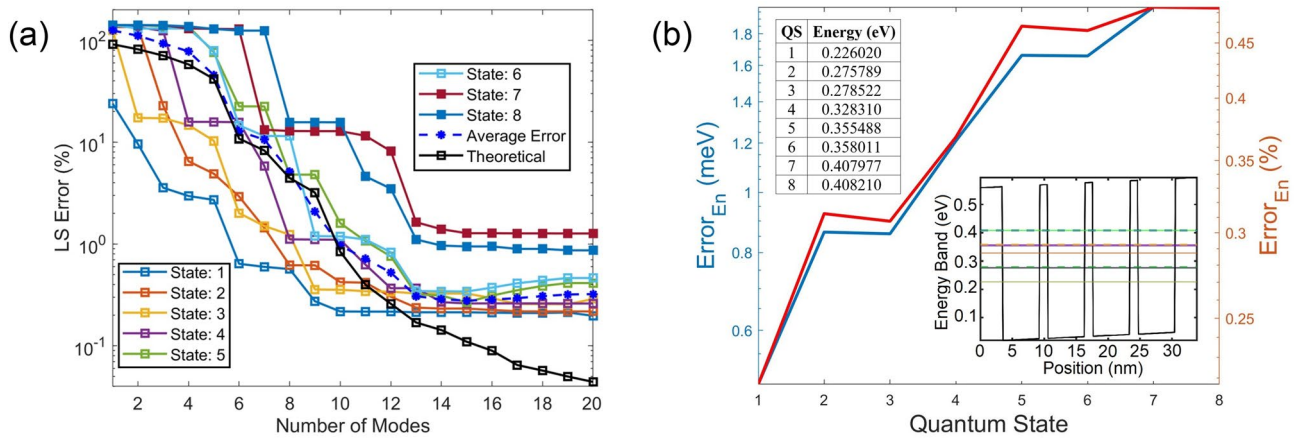 (a)
LS Error (%)
10^2
10^1
10^0
10^-1
State: 6
State: 7
State: 8
Average Error
Theoretical
State: 1
State: 2
State: 3
State: 4
State: 5
2 4 6 8 10 12 14 16 18 20
Number of Modes
(b)
Error_En (meV)
1.8
1.6
1.4
1.2
1
0.8
0.6
QS Energy (eV)
1 0.226020
2 0.275789
3 0.278522
4 0.328310
5 0.355488
6 0.358011
7 0.407977
8 0.408210
Energy Band (eV)
0.5
0.4
0.3
0.2
0.1
0 5 10 15 20 25 30
Position (nm)
0.45
0.4
0.35
0.3
0.25
Error_En (%)
1 2 3 4 5 6 7 8
Quantum State